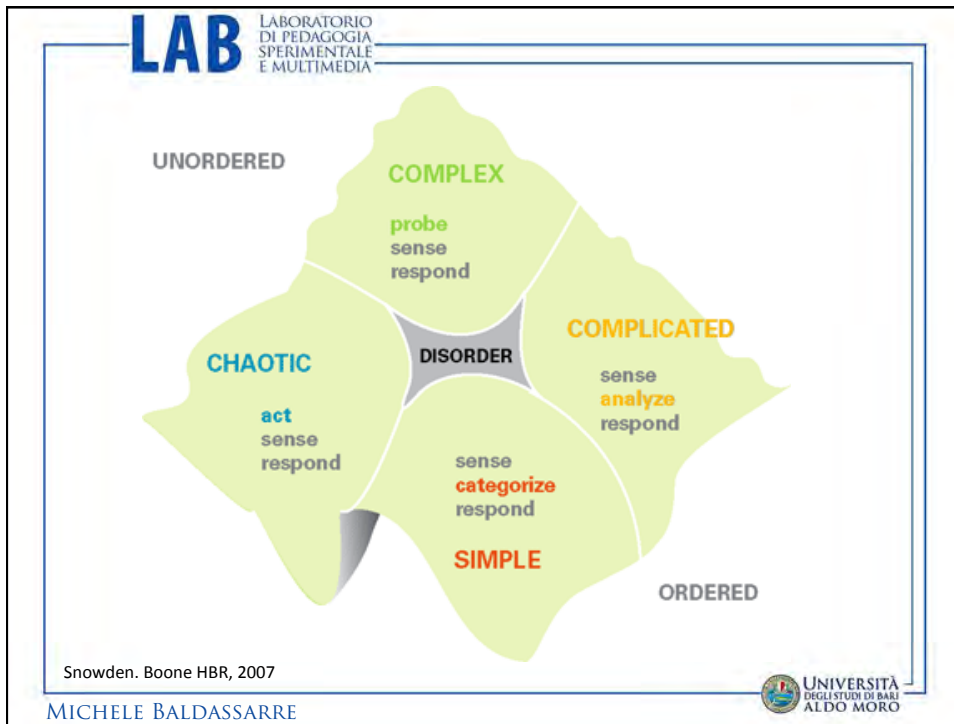 LAB
LABORATORIO
DI PEDAGOGIA
SPERIMENTALE
E MULTIMEDIA
UNORDERED
COMPLEX
probe
sense
respond
COMPLICATED
sense
analyze
respond
DISORDER
CHAOTIC
act
sense
respond
sense
categorize
respond
SIMPLE
ORDERED
Snowden. Boone HBR, 2007
MICHELE BALDASSARRE
UNIVERSITÀ
DEGLI STUDI DI BARI
ALDO MORO